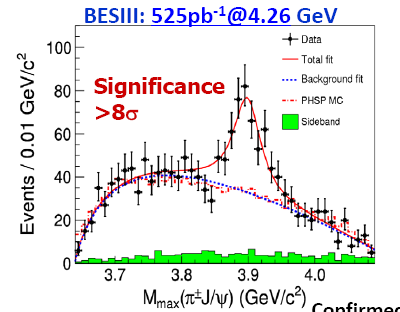 BESIII: 525pb⁻¹@4.26 GeV
Significance
>8σ
Data
Total fit
Background fit
PHSP MC
Sideband
Events / 0.01 GeV/c²
100
80
60
40
20
0
3.7 3.8 3.9 4.0
M_max(π±J/ψ) (GeV/c²)
Confirmed